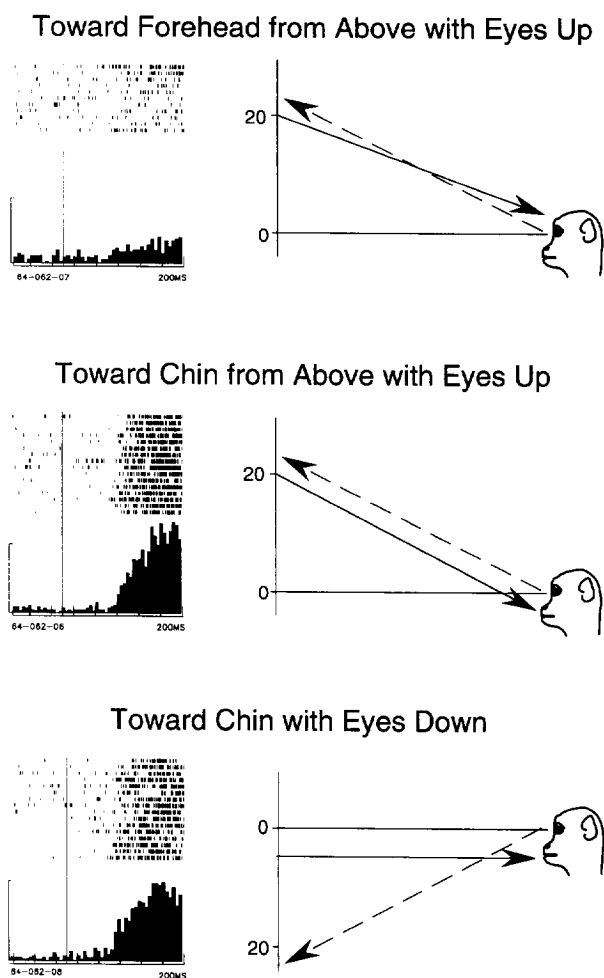 Toward Forehead from Above with Eyes Up
20
0
64-062-07 200MS
Toward Chin from Above with Eyes Up
20
0
64-062-06 200MS
Toward Chin with Eyes Down
0
20
64-062-08 200MS